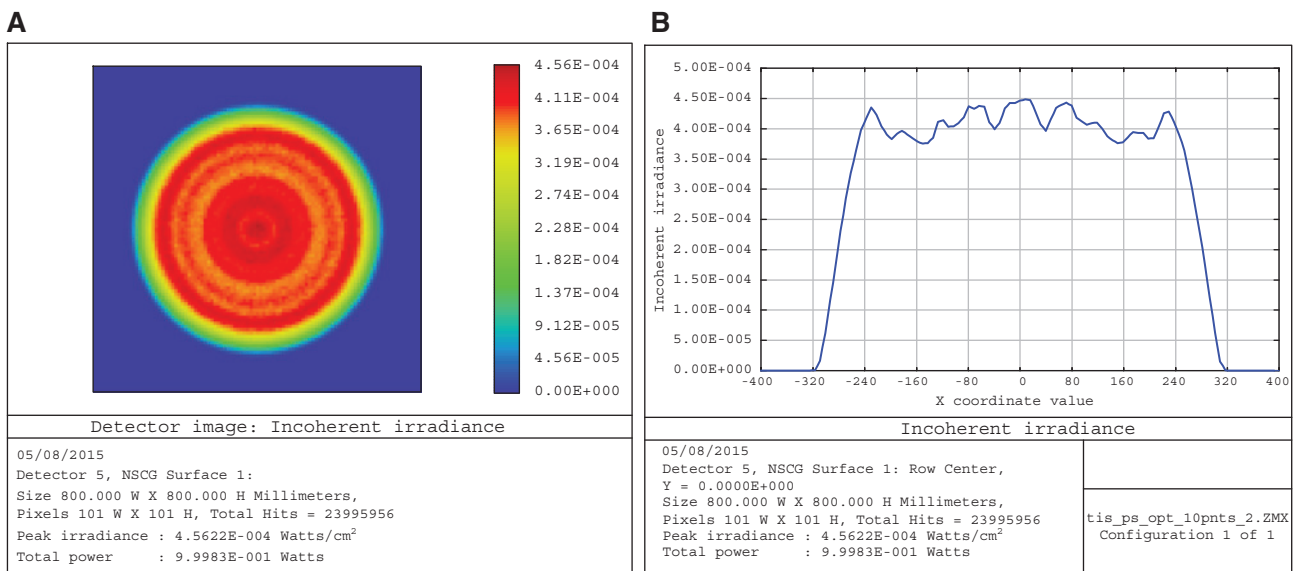 A
4.56E-004
4.11E-004
3.65E-004
3.19E-004
2.74E-004
2.28E-004
1.82E-004
1.37E-004
9.12E-005
4.56E-005
0.00E+000
Detector image: Incoherent irradiance
05/08/2015
Detector 5, NSCG Surface 1:
Size 800.000 W X 800.000 H Millimeters,
Pixels 101 W X 101 H, Total Hits = 23995956
Peak irradiance : 4.5622E-004 Watts/cm²
Total power : 9.9983E-001 Watts
B
Incoherent irradiance
5.00E-004
4.50E-004
4.00E-004
3.50E-004
3.00E-004
2.50E-004
2.00E-004
1.50E-004
1.00E-004
5.00E-005
0.00E+000
-400 -320 -240 -160 -80 0 80 160 240 320 400
X coordinate value
Incoherent irradiance
05/08/2015
Detector 5, NSCG Surface 1: Row Center,
Y = 0.0000E+000
Size 800.000 W X 800.000 H Millimeters,
Pixels 101 W X 101 H, Total Hits = 23995956
Peak irradiance : 4.5622E-004 Watts/cm²
Total power : 9.9983E-001 Watts
tis_ps_opt_10pnts_2.ZMX
Configuration 1 of 1